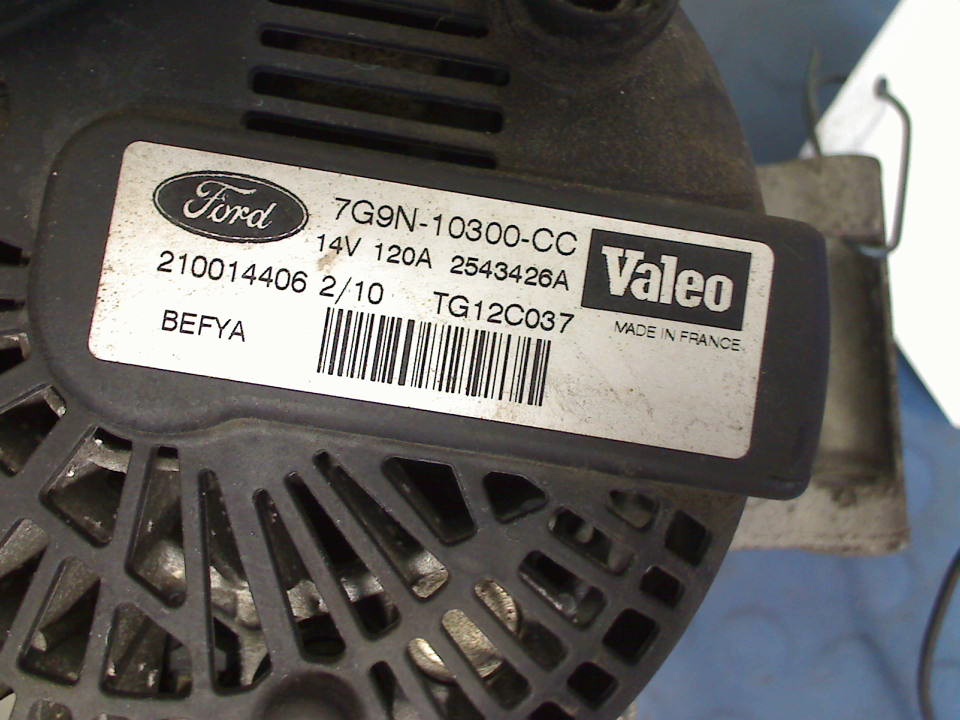 Ford
7G9N-10300-CC
14V 120A 2543426A
210014406 2/10 TG12C037
BEFYA
Valeo
MADE IN FRANCE